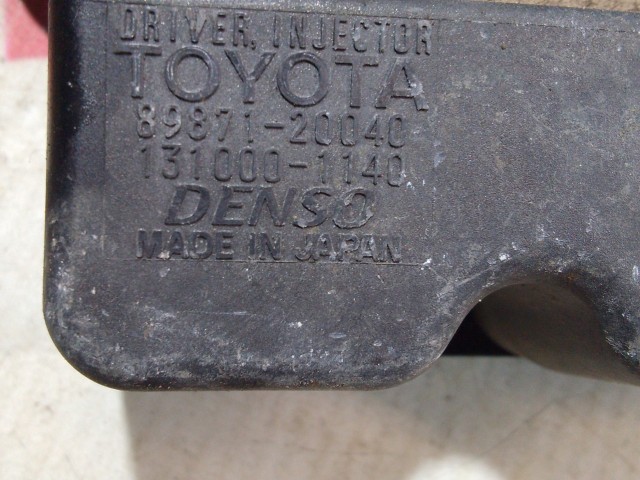 DRIVER, INJECTOR
TOYOTA
89871-20040
131000-1140
DENSO
MADE IN JAPAN